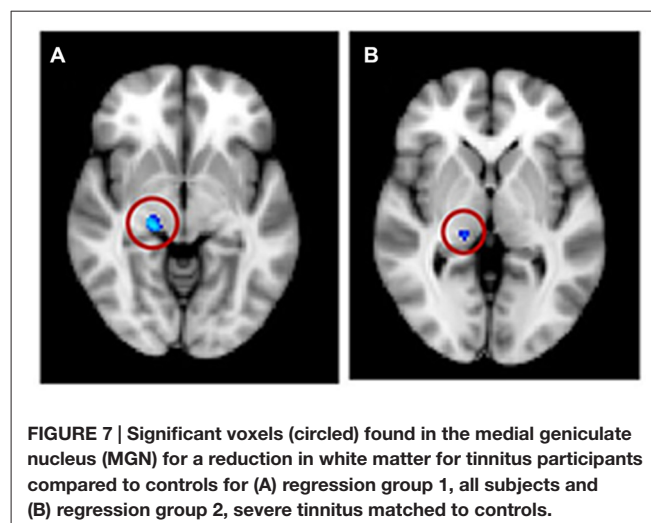 A
B
FIGURE 7 | Significant voxels (circled) found in the medial geniculate
nucleus (MGN) for a reduction in white matter for tinnitus participants
compared to controls for (A) regression group 1, all subjects and
(B) regression group 2, severe tinnitus matched to controls.